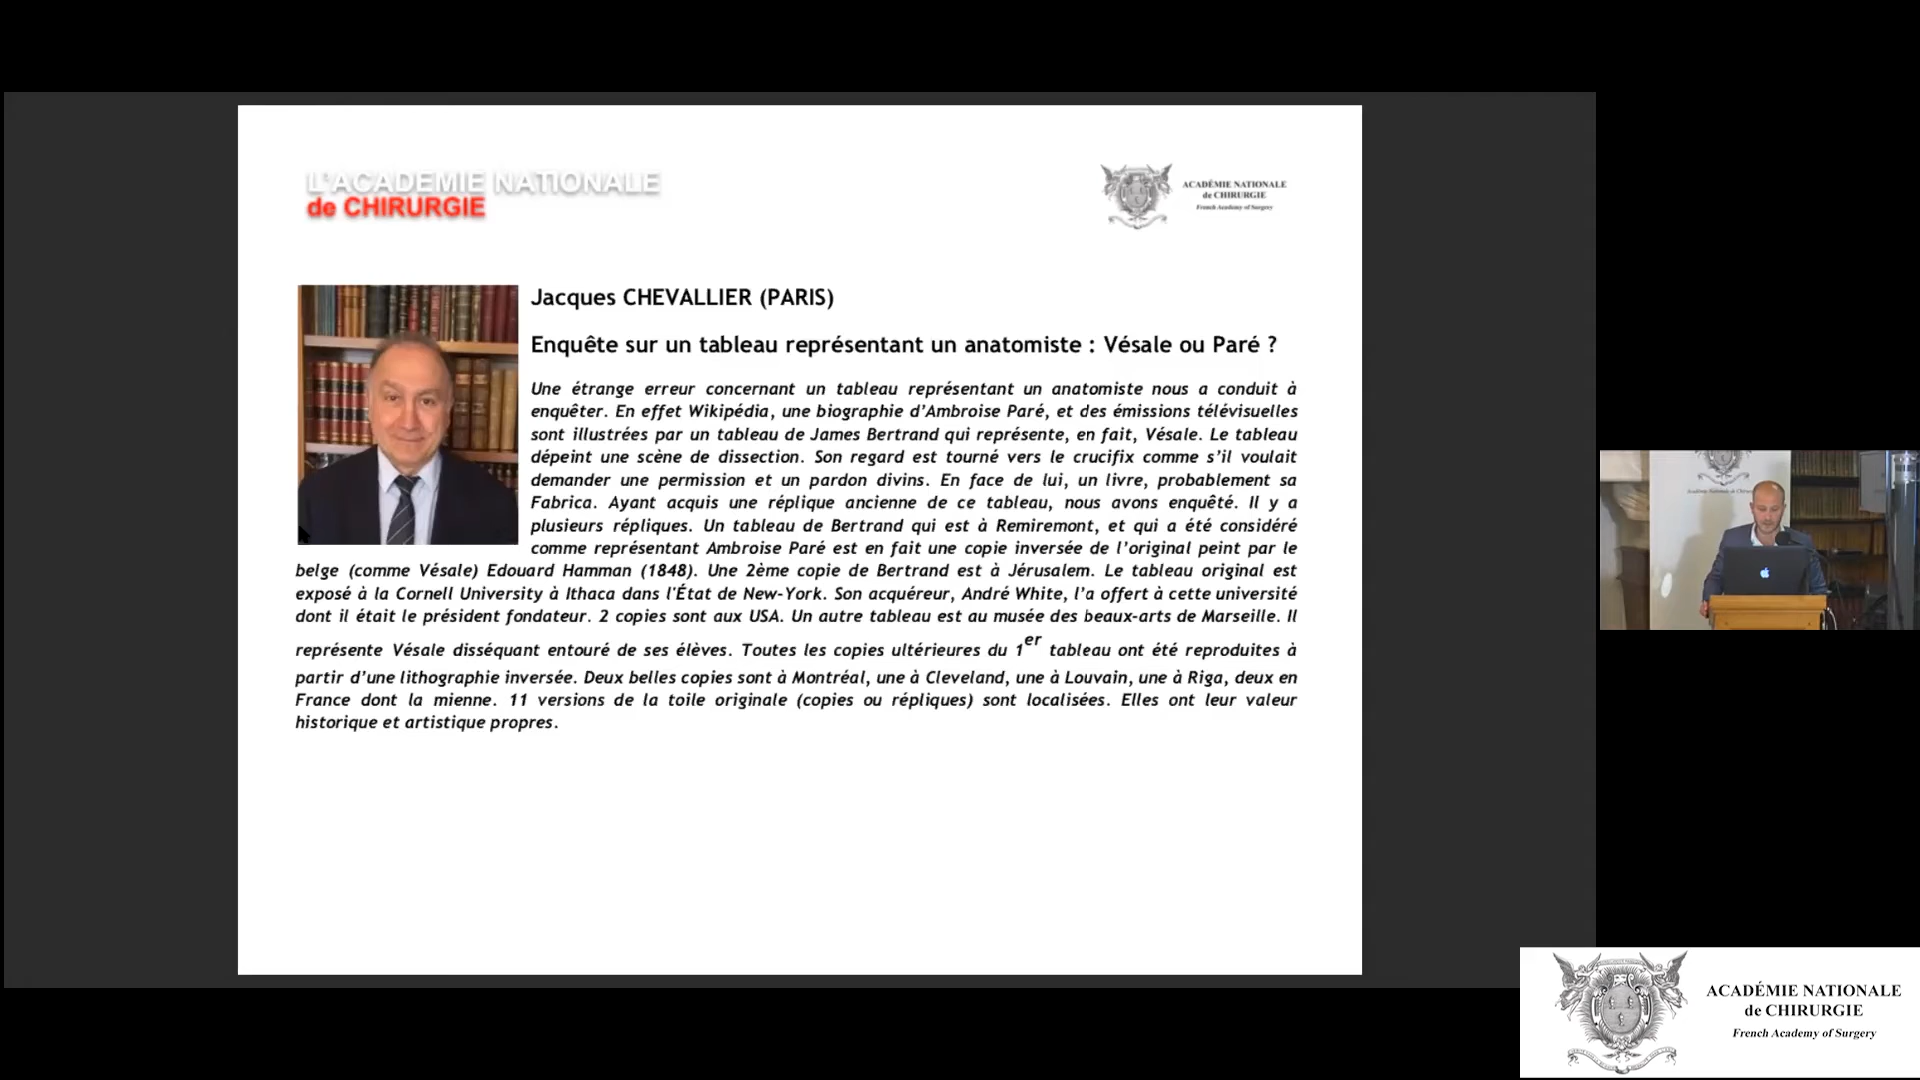 L'ACADEMIE NATIONALE
de CHIRURGIE
ACADÉMIE NATIONALE
de CHIRURGIE
French Academy of Surgery
Jacques CHEVALLIER (PARIS)
Enquête sur un tableau représentant un anatomiste : Vésale ou Paré ?
Une étrange erreur concernant un tableau représentant un anatomiste nous a conduit à
enquêter. En effet Wikipédia, une biographie d'Ambroise Paré, et des émissions télévisuelles
sont illustrées par un tableau de James Bertrand qui représente, en fait, Vésale. Le tableau
dépeint une scène de dissection. Son regard est tourné vers le crucifix comme s'il voulait
demander une permission et un pardon divins. En face de lui, un livre, probablement sa
Fabrica. Ayant acquis une réplique ancienne de ce tableau, nous avons enquêté. Il y a
plusieurs répliques. Un tableau de Bertrand qui est à Remiremont, et qui a été considéré
comme représentant Ambroise Paré est en fait une copie inversée de l'original peint par le
belge (comme Vésale) Edouard Hamman (1848). Une 2ème copie de Bertrand est à Jérusalem. Le tableau original est
exposé à la Cornell University à Ithaca dans l'État de New-York. Son acquéreur, André White, l'a offert à cette université
dont il était le président fondateur. 2 copies sont aux USA. Un autre tableau est au musée des beaux-arts de Marseille. Il
représente Vésale disséquant entouré de ses élèves. Toutes les copies ultérieures du 1er tableau ont été reproduites à
partir d'une lithographie inversée. Deux belles copies sont à Montréal, une à Cleveland, une à Louvain, une à Riga, deux en
France dont la mienne. 11 versions de la toile originale (copies ou répliques) sont localisées. Elles ont leur valeur
historique et artistique propres.
ACADÉMIE NATIONALE
de CHIRURGIE
French Academy of Surgery